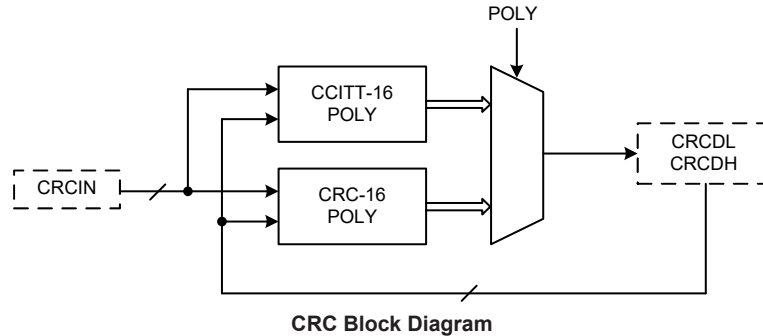 POLY
CCITT-16
POLY
CRCDL
CRCDH
CRCIN
CRC-16
POLY
CRC Block Diagram